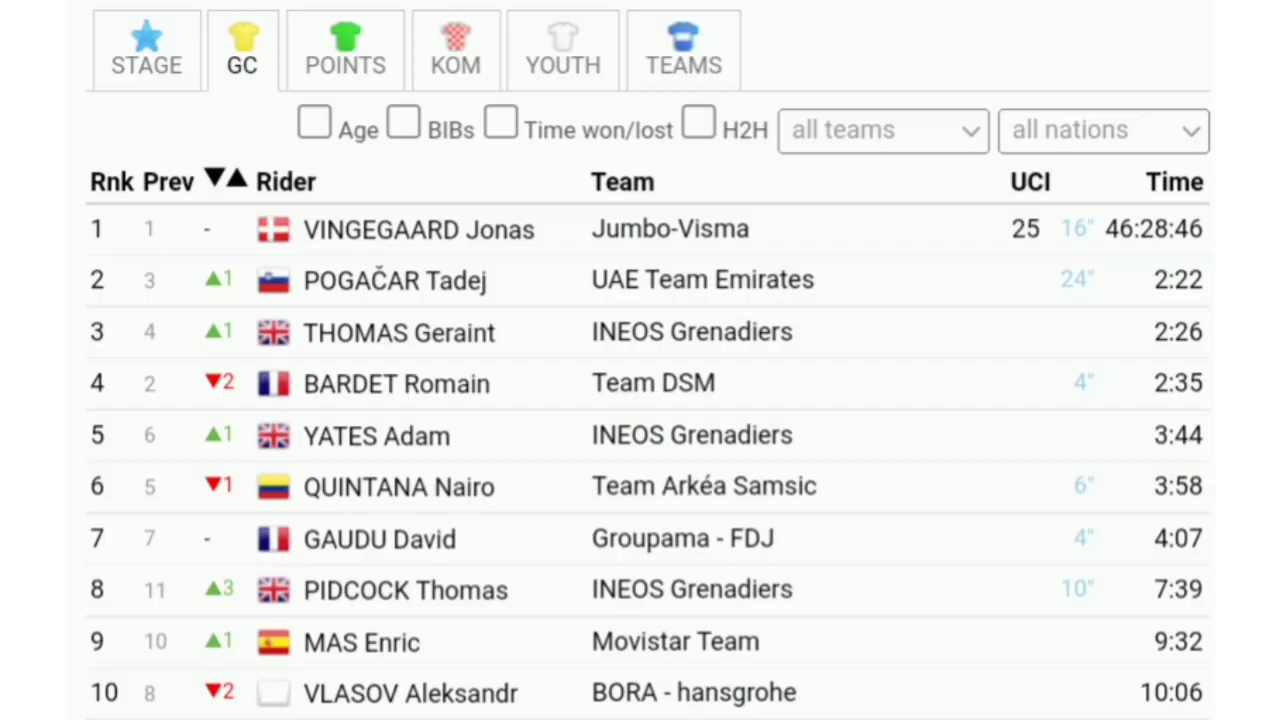 STAGE GC POINTS KOM YOUTH TEAMS
Age BIBs Time won/lost H2H all teams all nations
Rnk Prev ▼▲ Rider Team UCI Time
1 1 - VINGEGAARD Jonas Jumbo-Visma 25 16" 46:28:46
2 3 ▲1 POGAČAR Tadej UAE Team Emirates 24" 2:22
3 4 ▲1 THOMAS Geraint INEOS Grenadiers 2:26
4 2 ▼2 BARDET Romain Team DSM 4" 2:35
5 6 ▲1 YATES Adam INEOS Grenadiers 3:44
6 5 ▼1 QUINTANA Nairo Team Arkéa Samsic 6" 3:58
7 7 - GAUDU David Groupama - FDJ 4" 4:07
8 11 ▲3 PIDCOCK Thomas INEOS Grenadiers 10" 7:39
9 10 ▲1 MAS Enric Movistar Team 9:32
10 8 ▼2 VLASOV Aleksandr BORA - hansgrohe 10:06